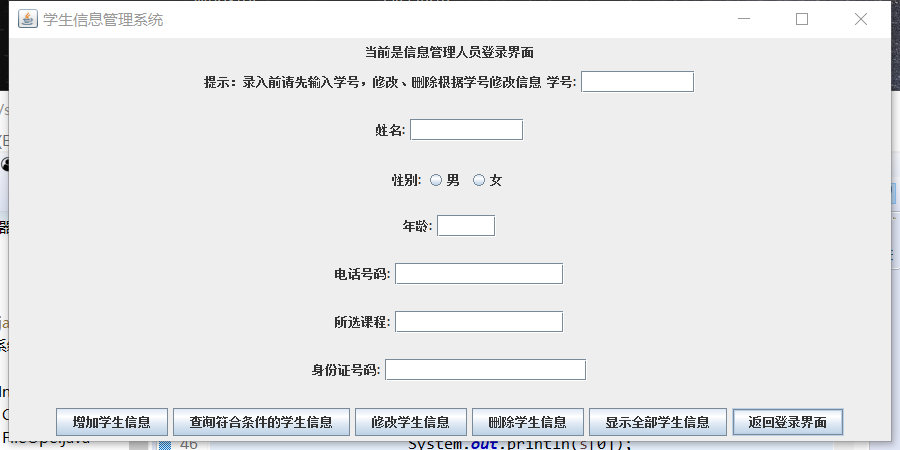 学生信息管理系统
当前是信息管理人员登录界面
提示：录入前请先输入学号，修改、删除根据学号修改信息 学号:
姓名:
性别: 男 女
年龄:
电话号码:
所选课程:
身份证号码:
增加学生信息 查询符合条件的学生信息 修改学生信息 删除学生信息 显示全部学生信息 返回登录界面
46 System.out.println(s[0]);